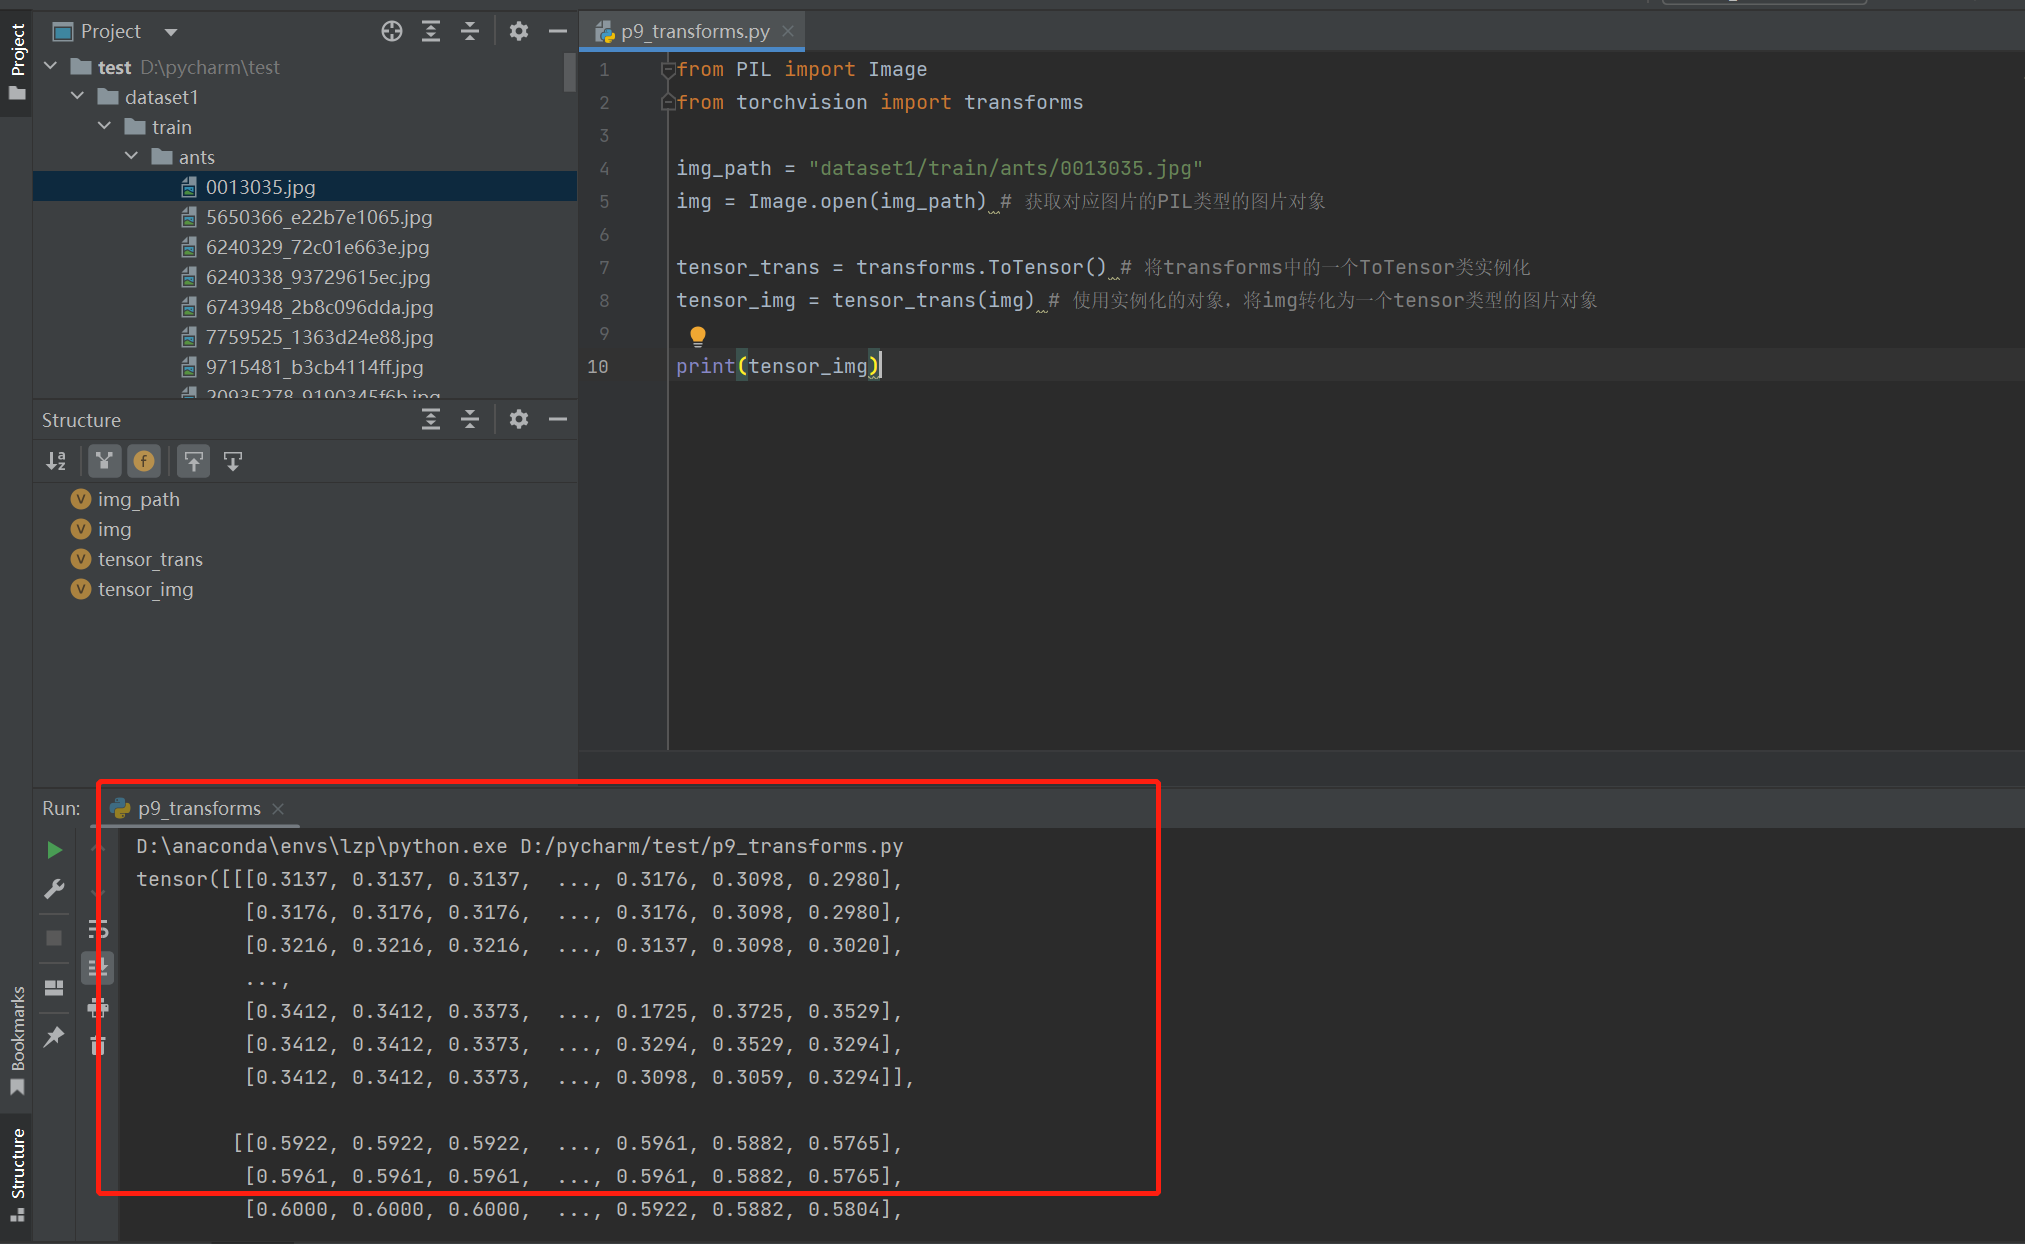 Project
Project
test D:\pycharm\test
dataset1
train
ants
0013035.jpg
5650366_e22b7e1065.jpg
6240329_72c01e663e.jpg
6240338_93729615ec.jpg
6743948_2b8c096dda.jpg
7759525_1363d24e88.jpg
9715481_b3cb4114ff.jpg
20935278_9190345f6b.jpg
Structure
img_path
img
tensor_trans
tensor_img
p9_transforms.py
1 from PIL import Image
2 from torchvision import transforms
3
4 img_path = "dataset1/train/ants/0013035.jpg"
5 img = Image.open(img_path) # 获取对应图片的PIL类型的图片对象
6
7 tensor_trans = transforms.ToTensor() # 将transforms中的一个ToTensor类实例化
8 tensor_img = tensor_trans(img) # 使用实例化的对象，将img转化为一个tensor类型的图片对象
9
10 print(tensor_img)
Run: p9_transforms
D:\anaconda\envs\lzp\python.exe D:/pycharm/test/p9_transforms.py
tensor([[[0.3137, 0.3137, 0.3137, ..., 0.3176, 0.3098, 0.2980],
[0.3176, 0.3176, 0.3176, ..., 0.3176, 0.3098, 0.2980],
[0.3216, 0.3216, 0.3216, ..., 0.3137, 0.3098, 0.3020],
...,
[0.3412, 0.3412, 0.3373, ..., 0.1725, 0.3725, 0.3529],
[0.3412, 0.3412, 0.3373, ..., 0.3294, 0.3529, 0.3294],
[0.3412, 0.3412, 0.3373, ..., 0.3098, 0.3059, 0.3294]],
[[0.5922, 0.5922, 0.5922, ..., 0.5961, 0.5882, 0.5765],
[0.5961, 0.5961, 0.5961, ..., 0.5961, 0.5882, 0.5765],
[0.6000, 0.6000, 0.6000, ..., 0.5922, 0.5882, 0.5804],
Bookmarks
Structure